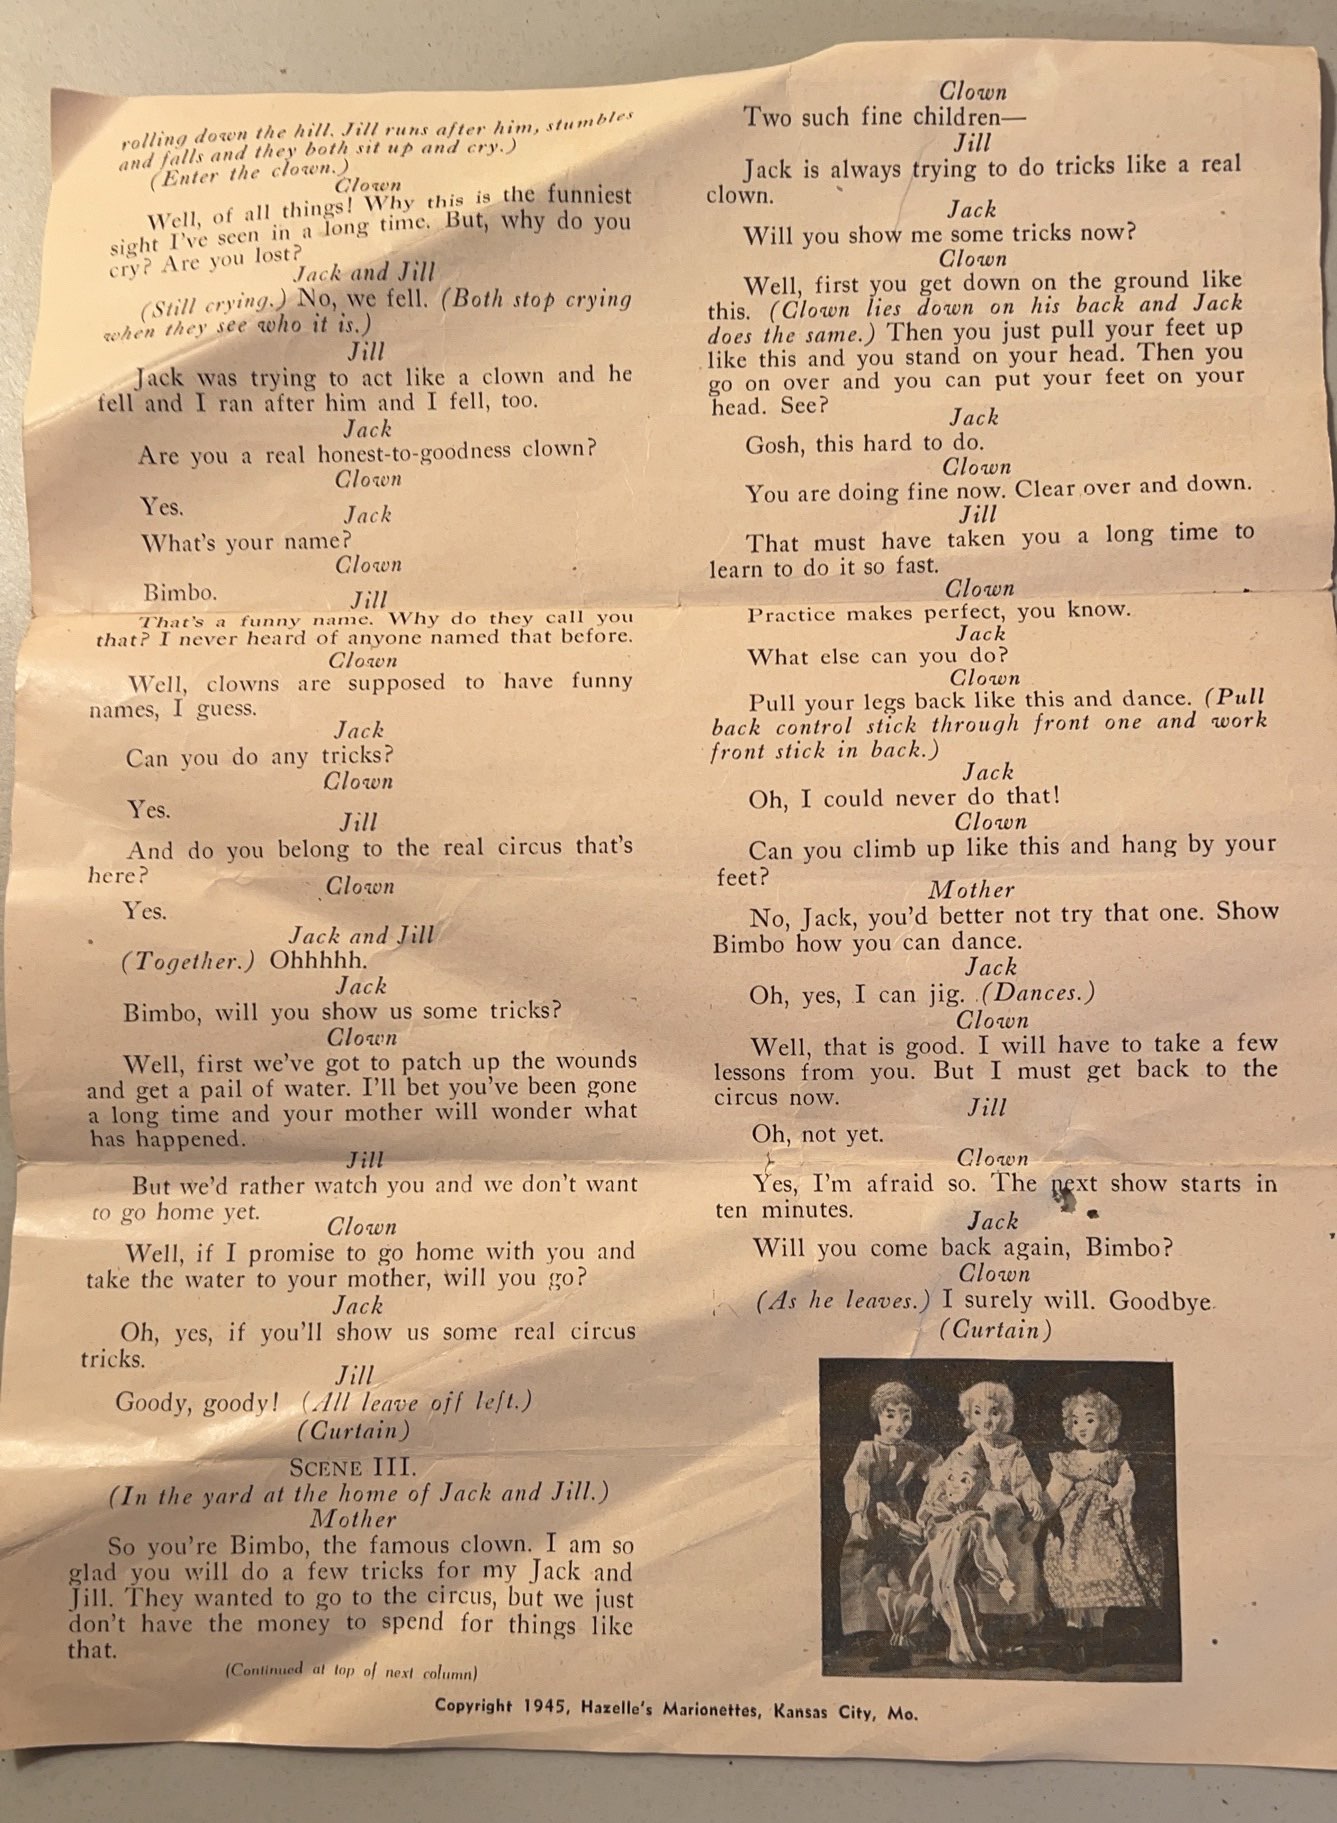 rolling down the hill. Jill runs after him, stumbles
and falls and they both sit up and cry.)
(Enter the clown.)
Clown
Well, of all things! Why this is the funniest
sight I've seen in a long time. But, why do you
cry? Are you lost?
Jack and Jill
(Still crying.) No, we fell. (Both stop crying
when they see who it is.)
Jill
Jack was trying to act like a clown and he
fell and I ran after him and I fell, too.
Jack
Are you a real honest-to-goodness clown?
Clown
Yes.
Jack
What's your name?
Clown
Bimbo.
Jill
That's a funny name. Why do they call you
that? I never heard of anyone named that before.
Clown
Well, clowns are supposed to have funny
names, I guess.
Jack
Can you do any tricks?
Clown
Yes.
Jill
And do you belong to the real circus that's
here?
Clown
Yes.
Jack and Jill
(Together.) Ohhhhh.
Jack
Bimbo, will you show us some tricks?
Clown
Well, first we've got to patch up the wounds
and get a pail of water. I'll bet you've been gone
a long time and your mother will wonder what
has happened.
Jill
But we'd rather watch you and we don't want
to go home yet.
Clown
Well, if I promise to go home with you and
take the water to your mother, will you go?
Jack
Oh, yes, if you'll show us some real circus
tricks.
Jill
Goody, goody! (All leave off left.)
(Curtain)
SCENE III.
(In the yard at the home of Jack and Jill.)
Mother
So you're Bimbo, the famous clown. I am so
glad you will do a few tricks for my Jack and
Jill. They wanted to go to the circus, but we just
don't have the money to spend for things like
that.
(Continued at top of next column)
Clown
Two such fine children—
Jill
Jack is always trying to do tricks like a real
clown.
Jack
Will you show me some tricks now?
Clown
Well, first you get down on the ground like
this. (Clown lies down on his back and Jack
does the same.) Then you just pull your feet up
like this and you stand on your head. Then you
go on over and you can put your feet on your
head. See?
Jack
Gosh, this hard to do.
Clown
You are doing fine now. Clear over and down.
Jill
That must have taken you a long time to
learn to do it so fast.
Clown
Practice makes perfect, you know.
Jack
What else can you do?
Clown
Pull your legs back like this and dance. (Pull
back control stick through front one and work
front stick in back.)
Jack
Oh, I could never do that!
Clown
Can you climb up like this and hang by your
feet?
Mother
No, Jack, you'd better not try that one. Show
Bimbo how you can dance.
Jack
Oh, yes, I can jig. (Dances.)
Clown
Well, that is good. I will have to take a few
lessons from you. But I must get back to the
circus now.
Jill
Oh, not yet.
Clown
Yes, I'm afraid so. The next show starts in
ten minutes.
Jack
Will you come back again, Bimbo?
Clown
(As he leaves.) I surely will. Goodbye.
(Curtain)
Copyright 1945, Hazelle's Marionettes, Kansas City, Mo.